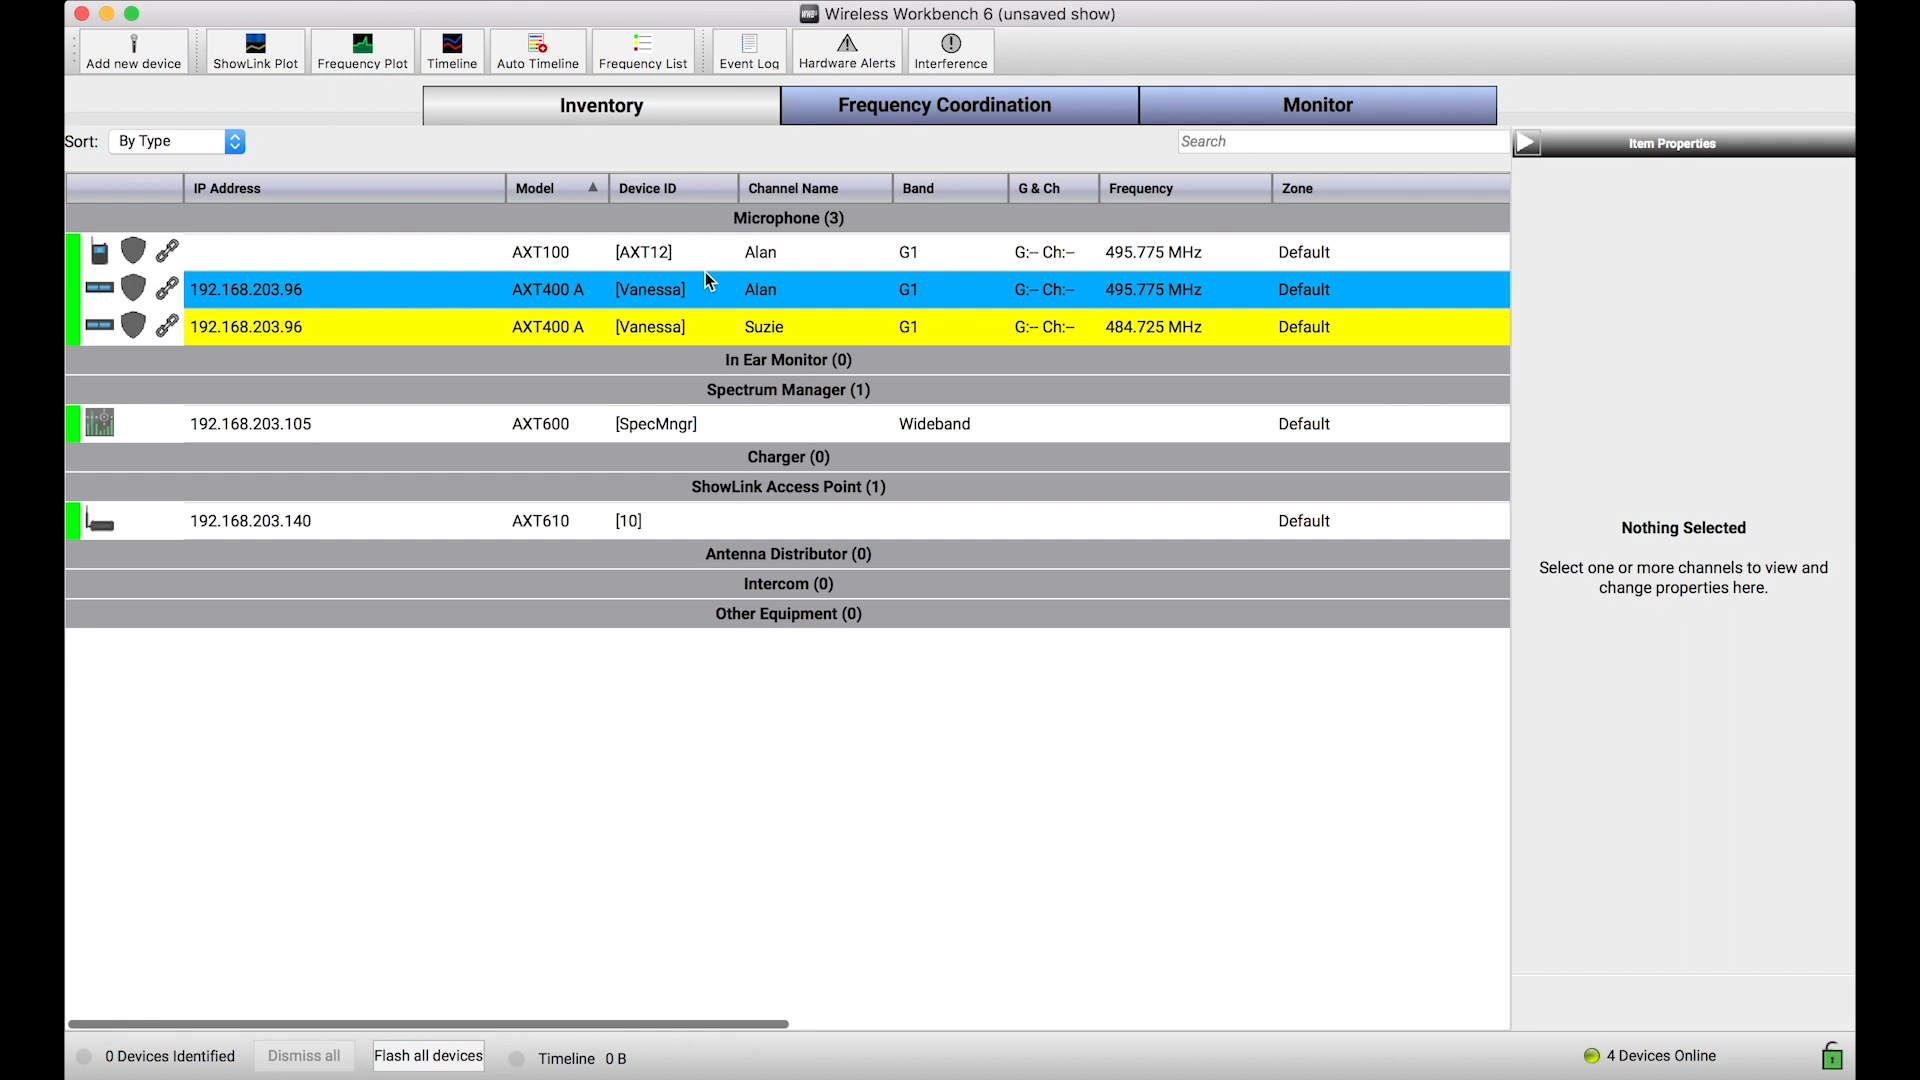 Wireless Workbench 6 (unsaved show)
Add new device ShowLink Plot Frequency Plot Timeline Auto Timeline Frequency List Event Log Hardware Alerts Interference
Inventory Frequency Coordination Monitor
Sort: By Type Search Item Properties
IP Address Model Device ID Channel Name Band G & Ch Frequency Zone
Microphone (3)
AXT100 [AXT12] Alan G1 G:-- Ch:-- 495.775 MHz Default
192.168.203.96 AXT400 A [Vanessa] Alan G1 G:-- Ch:-- 495.775 MHz Default
192.168.203.96 AXT400 A [Vanessa] Suzie G1 G:-- Ch:-- 484.725 MHz Default
In Ear Monitor (0)
Spectrum Manager (1)
192.168.203.105 AXT600 [SpecMngr] Wideband Default
Charger (0)
ShowLink Access Point (1)
192.168.203.140 AXT610 [10] Default
Antenna Distributor (0)
Intercom (0)
Other Equipment (0)
Nothing Selected
Select one or more channels to view and
change properties here.
0 Devices Identified Dismiss all Flash all devices Timeline 0 B 4 Devices Online